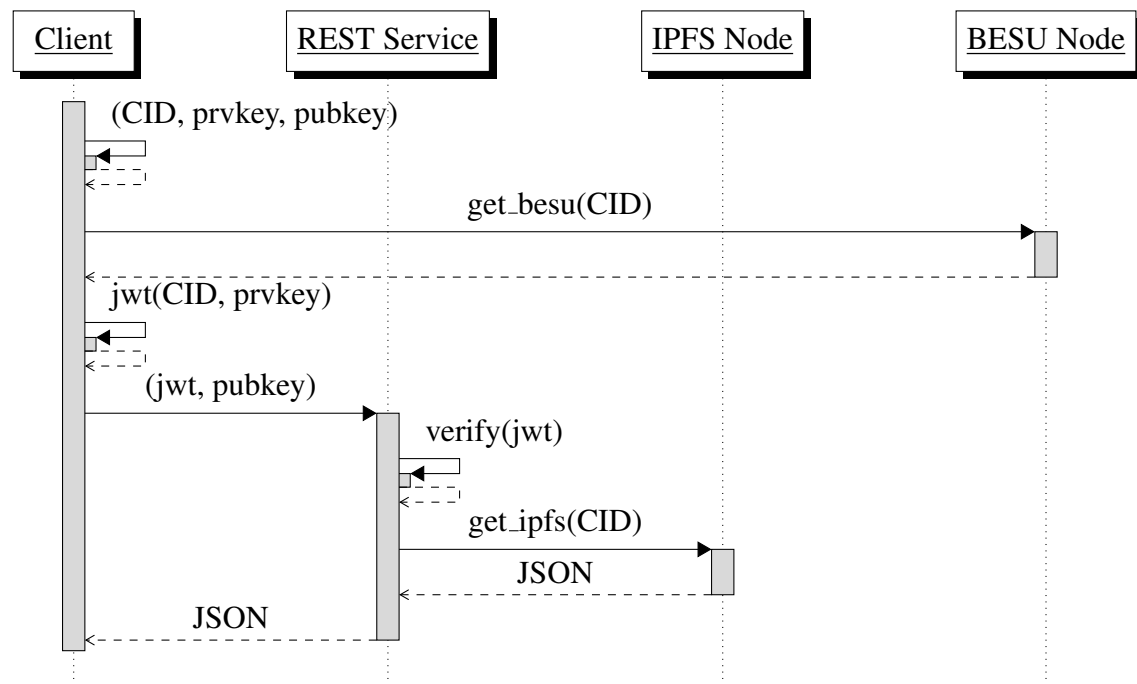 Client
REST Service
IPFS Node
BESU Node
(CID, prvkey, pubkey)
get_besu(CID)
jwt(CID, prvkey)
(jwt, pubkey)
verify(jwt)
get_ipfs(CID)
JSON
JSON